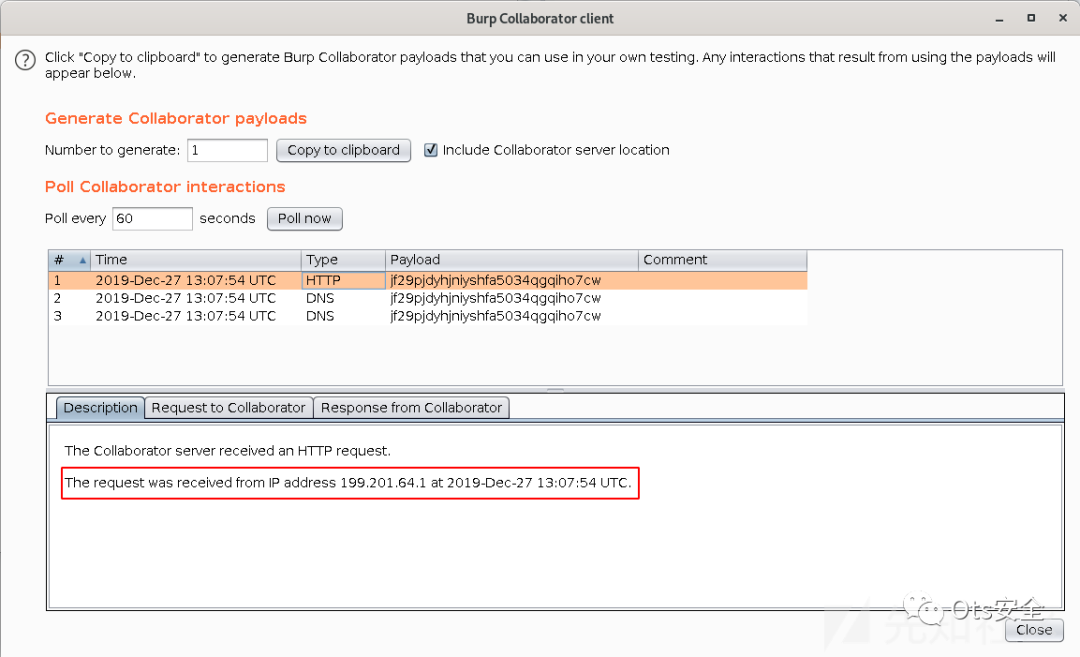 Burp Collaborator client
Click "Copy to clipboard" to generate Burp Collaborator payloads that you can use in your own testing. Any interactions that result from using the payloads will
appear below.
Generate Collaborator payloads
Number to generate: 1 Copy to clipboard Include Collaborator server location
Poll Collaborator interactions
Poll every 60 seconds Poll now
# Time Type Payload Comment
1 2019-Dec-27 13:07:54 UTC HTTP jf29pjdyhjniyshfa5034qgqiho7cw
2 2019-Dec-27 13:07:54 UTC DNS jf29pjdyhjniyshfa5034qgqiho7cw
3 2019-Dec-27 13:07:54 UTC DNS jf29pjdyhjniyshfa5034qgqiho7cw
Description Request to Collaborator Response from Collaborator
The Collaborator server received an HTTP request.
The request was received from IP address 199.201.64.1 at 2019-Dec-27 13:07:54 UTC.
Ots安全
Close